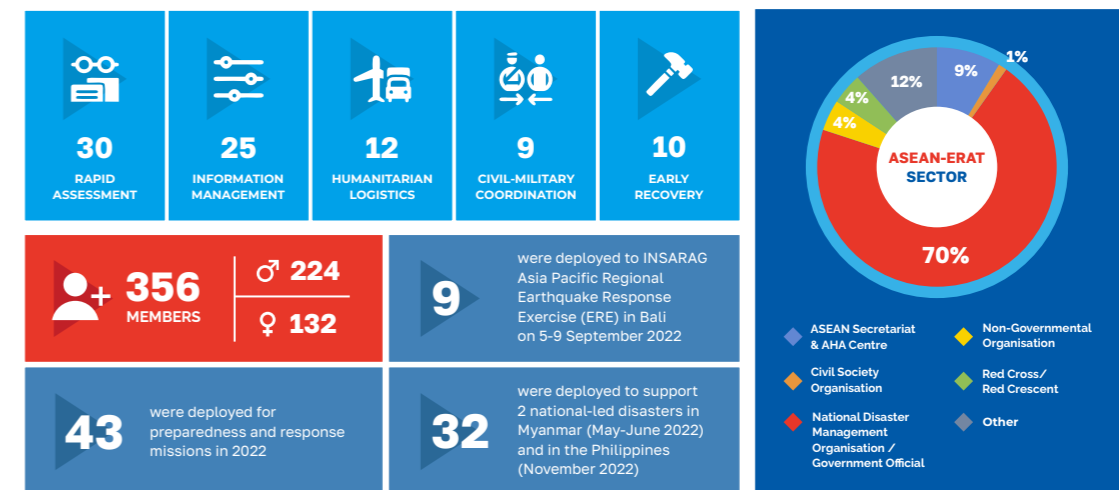 30
RAPID
ASSESSMENT
25
INFORMATION
MANAGEMENT
12
HUMANITARIAN
LOGISTICS
9
CIVIL-MILITARY
COORDINATION
10
EARLY
RECOVERY
356
MEMBERS
224
132
9
were deployed to INSARAG
Asia Pacific Regional
Earthquake Response
Exercise (ERE) in Bali
on 5-9 September 2022
43
were deployed for
preparedness and response
missions in 2022
32
were deployed to support
2 national-led disasters in
Myanmar (May-June 2022)
and in the Philippines
(November 2022)
12%
9%
1%
4%
4%
ASEAN-ERAT
SECTOR
70%
ASEAN Secretariat
& AHA Centre
Civil Society
Organisation
National Disaster
Management
Organisation /
Government Official
Non-Governmental
Organisation
Red Cross/
Red Crescent
Other